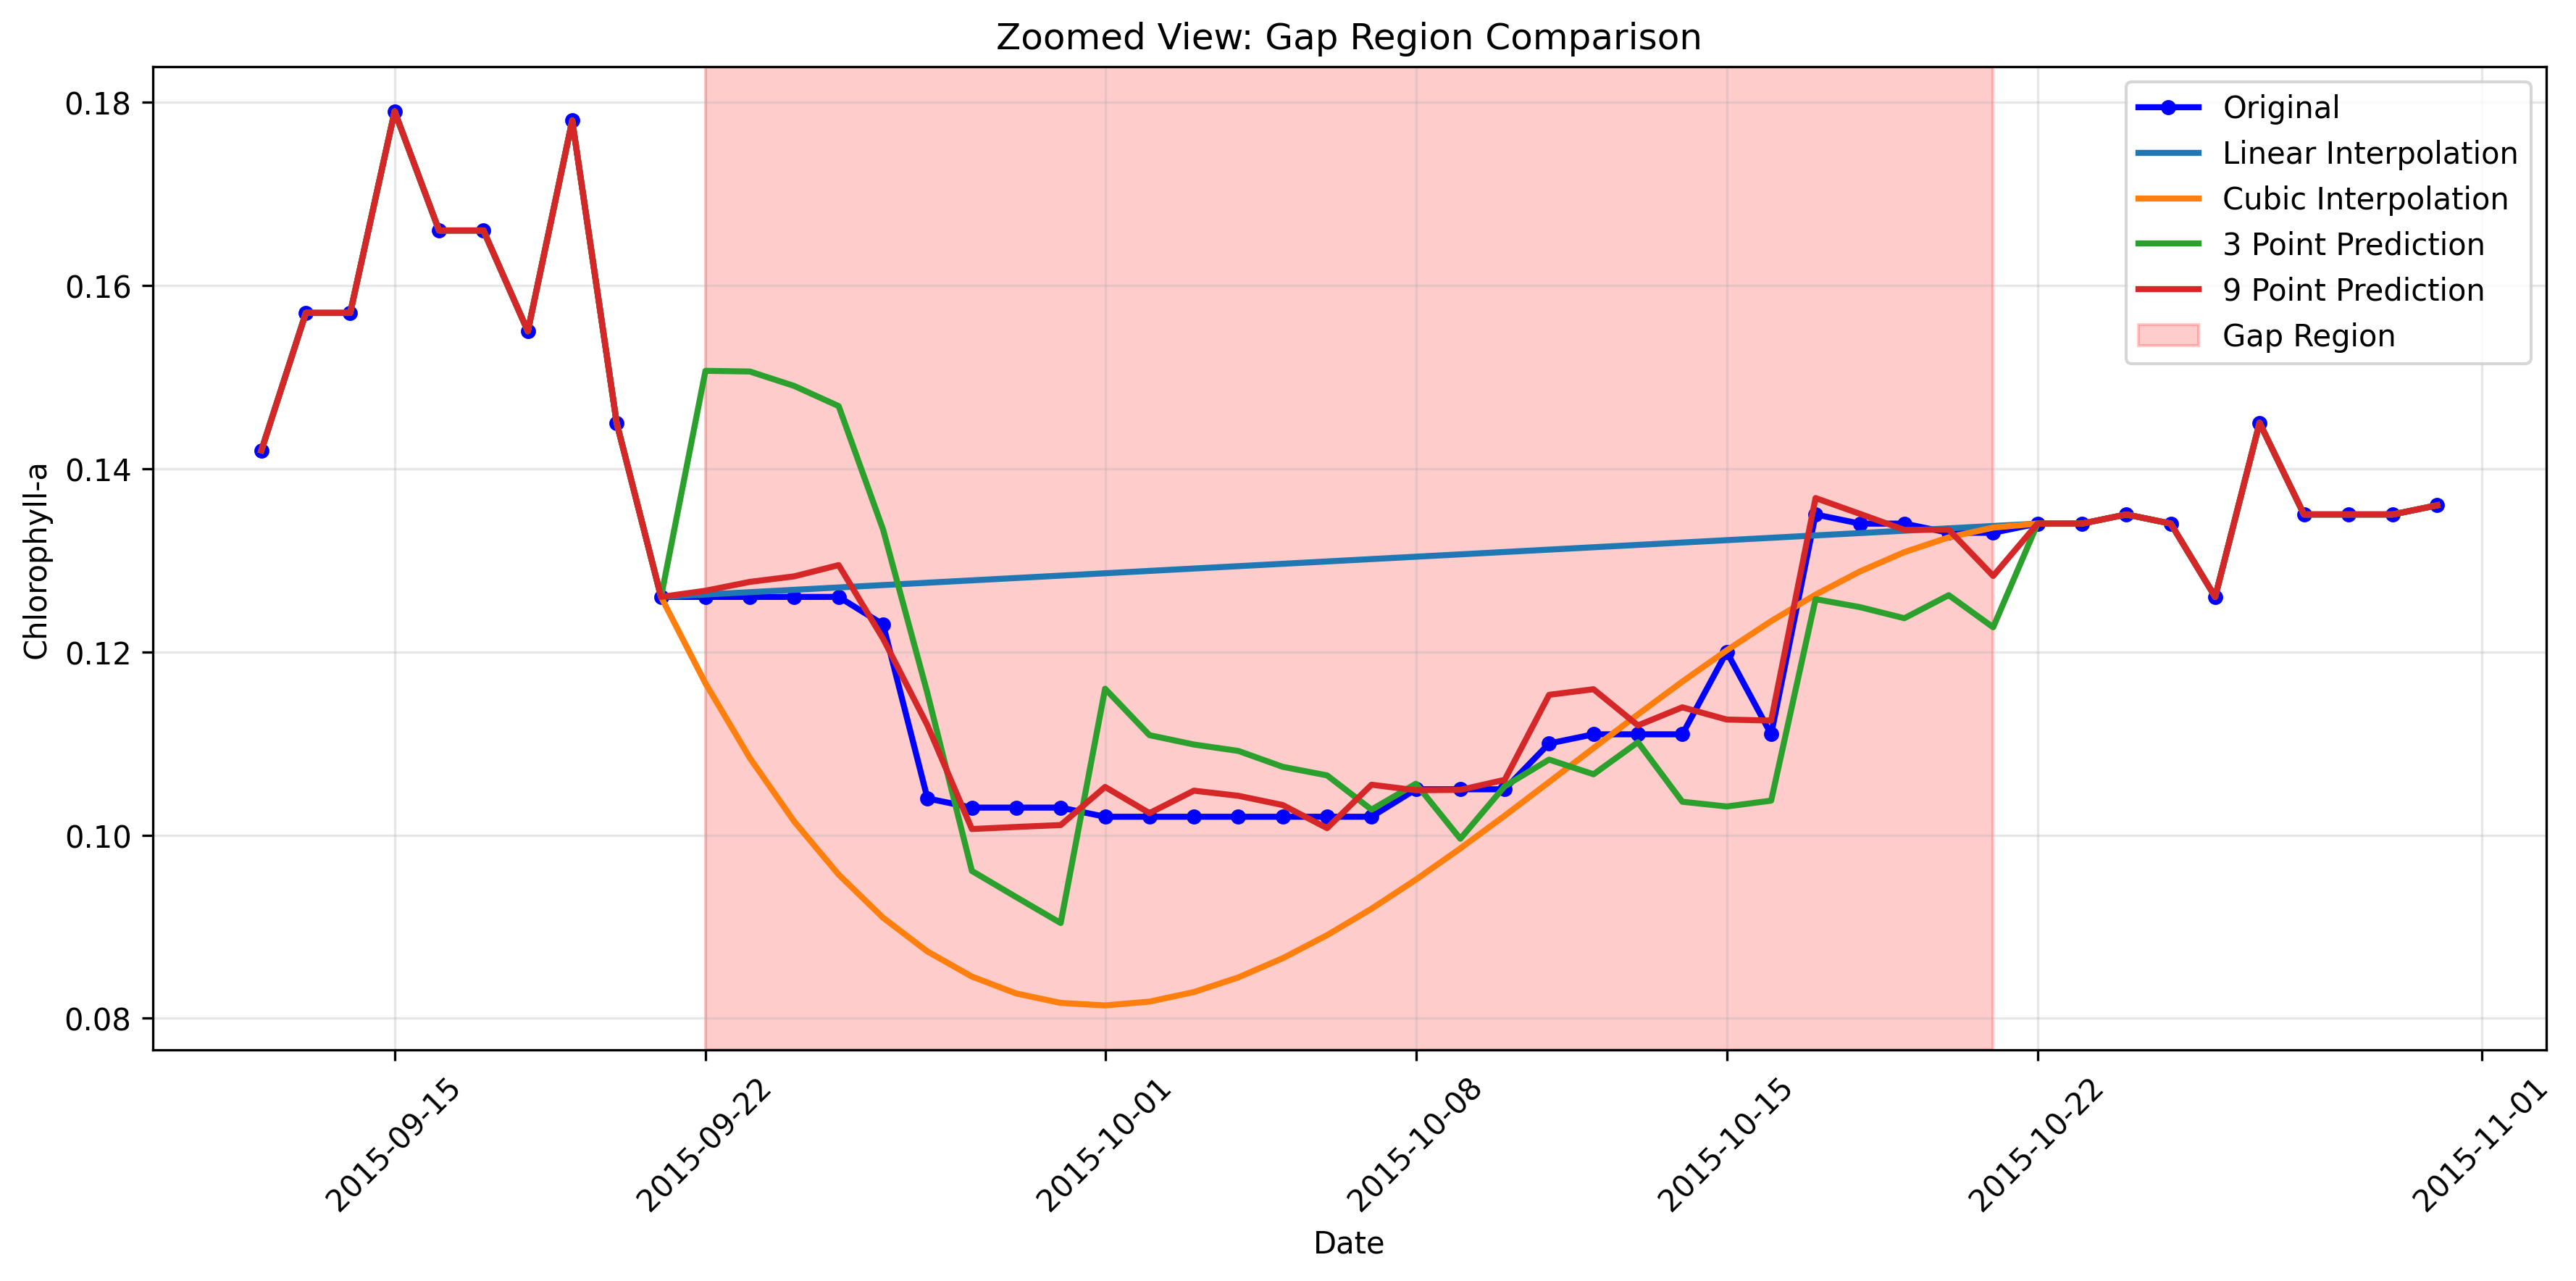 Zoomed View: Gap Region Comparison
0.18
0.16
0.14
0.12
0.10
0.08
Chlorophyll-a
Original
Linear Interpolation
Cubic Interpolation
3 Point Prediction
9 Point Prediction
Gap Region
2015-09-15
2015-09-22
2015-10-01
2015-10-08
2015-10-15
2015-10-22
2015-11-01
Date